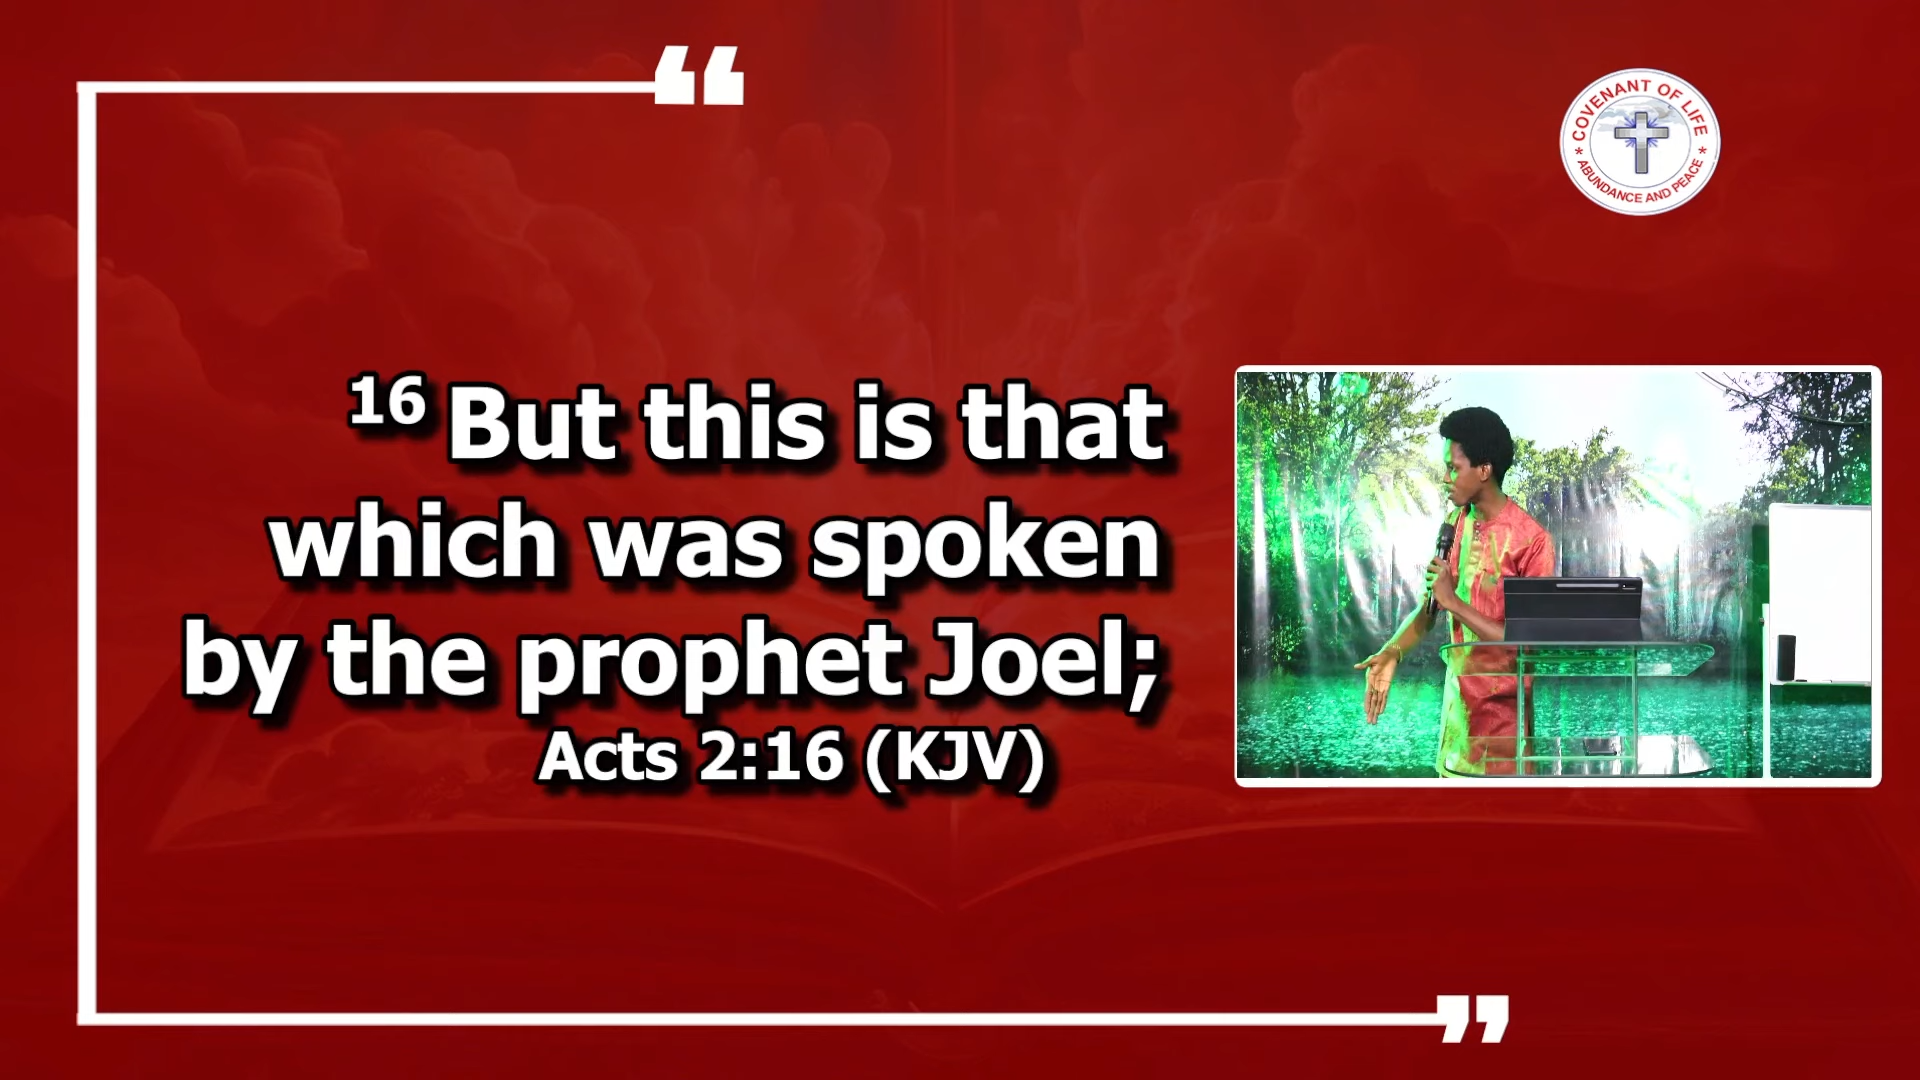 “
COVENANT OF LIFE
* ABUNDANCE AND PEACE *
16 But this is that
which was spoken
by the prophet Joel;
Acts 2:16 (KJV)
”